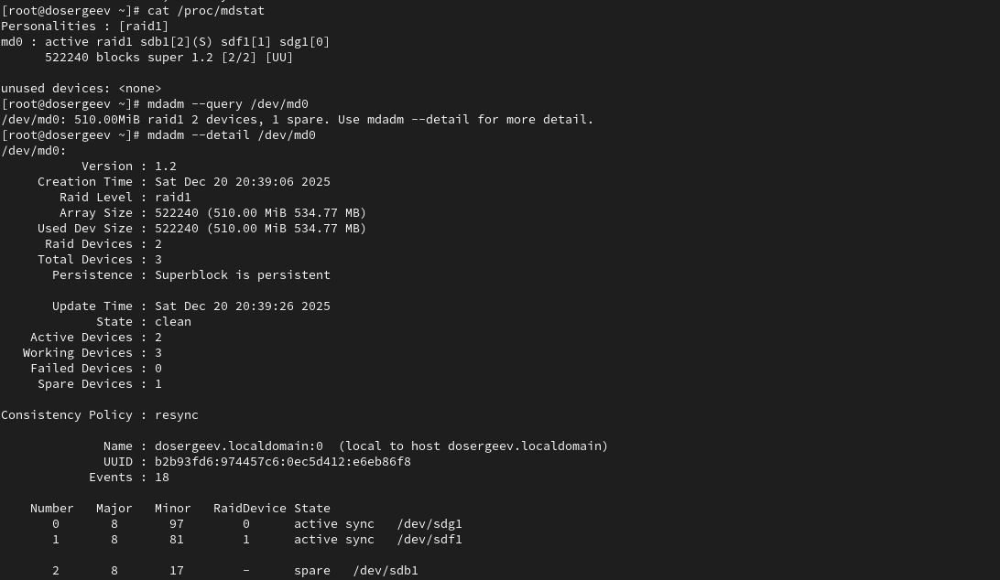 [root@dosergeev ~]# cat /proc/mdstat
Personalities : [raid1]
md0 : active raid1 sdb1[2](S) sdf1[1] sdg1[0]
      522240 blocks super 1.2 [2/2] [UU]

unused devices: <none>
[root@dosergeev ~]# mdadm --query /dev/md0
/dev/md0: 510.00MiB raid1 2 devices, 1 spare. Use mdadm --detail for more detail.
[root@dosergeev ~]# mdadm --detail /dev/md0
/dev/md0:
           Version : 1.2
     Creation Time : Sat Dec 20 20:39:06 2025
        Raid Level : raid1
        Array Size : 522240 (510.00 MiB 534.77 MB)
     Used Dev Size : 522240 (510.00 MiB 534.77 MB)
      Raid Devices : 2
     Total Devices : 3
       Persistence : Superblock is persistent

       Update Time : Sat Dec 20 20:39:26 2025
             State : clean
    Active Devices : 2
   Working Devices : 3
    Failed Devices : 0
     Spare Devices : 1

Consistency Policy : resync

              Name : dosergeev.localdomain:0  (local to host dosergeev.localdomain)
              UUID : b2b93fd6:974457c6:0ec5d412:e6eb86f8
            Events : 18

    Number   Major   Minor   RaidDevice State
       0       8       97        0      active sync   /dev/sdg1
       1       8       81        1      active sync   /dev/sdf1

       2       8       17        -      spare   /dev/sdb1